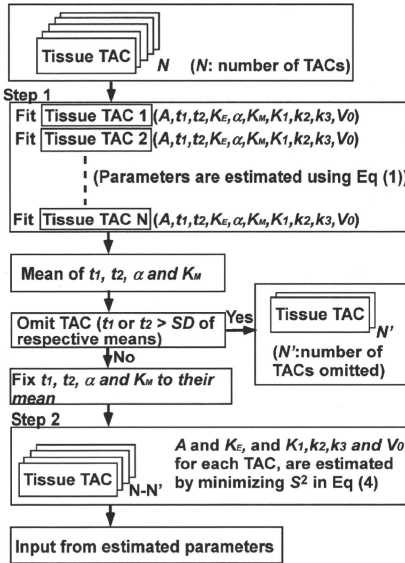 Tissue TAC N (N: number of TACs)
Step 1
Fit Tissue TAC 1 (A,t1,t2,KE,α,KM,K1,k2,k3,V0)
Fit Tissue TAC 2 (A,t1,t2,KE,α,KM,K1,k2,k3,V0)
(Parameters are estimated using Eq (1))
Fit Tissue TAC N (A,t1,t2,KE,α,KM,K1,k2,k3,V0)
Mean of t1, t2, α and KM
Omit TAC (t1 or t2 > SD of
respective means)
Yes
Tissue TAC N'
(N':number of
TACs omitted)
No
Fix t1, t2, α and KM to their
mean
Step 2
Tissue TAC N-N'
A and KE, and K1,k2,k3 and V0
for each TAC, are estimated
by minimizing S2 in Eq (4)
Input from estimated parameters